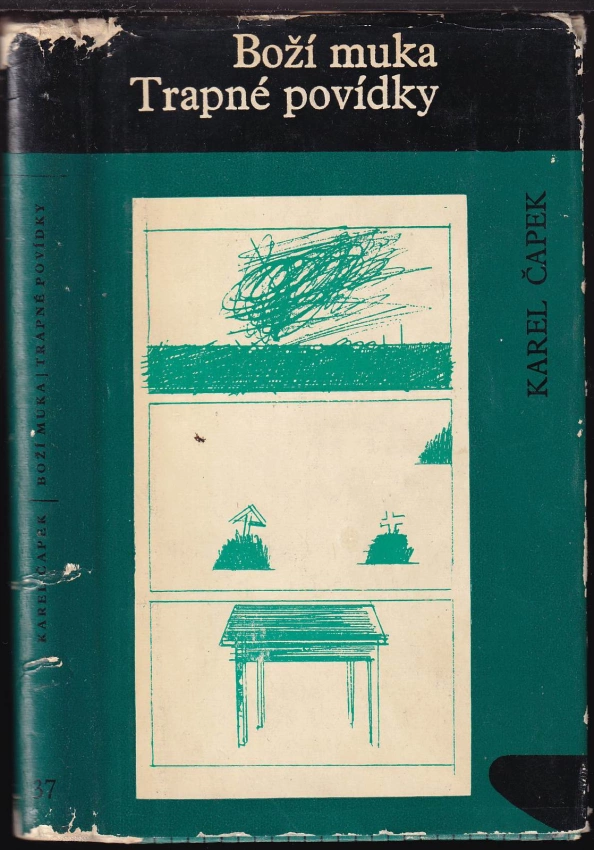 Boží muka
Trapné povídky
KAREL ČAPEK
KAREL ČAPEK | BOŽÍ MUKA | TRAPNÉ POVÍDKY
37